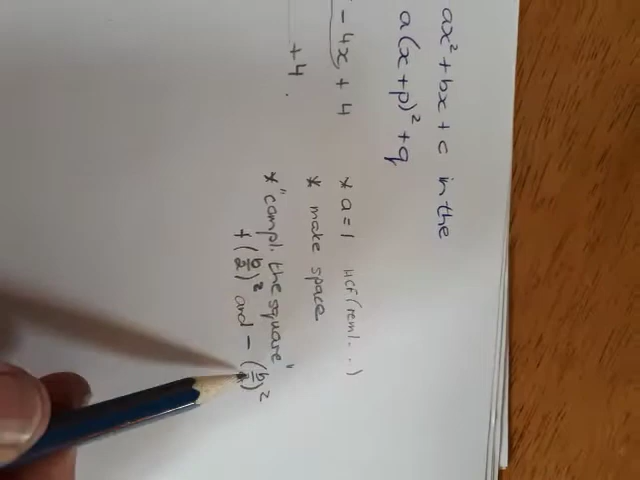 ax² + bx + c in the
a(x+p)² + q
- 4x + 4
+4
* a = 1 HCF (rem!...)
* make space
* "compl. the square"
+ (b/2)² and - (b/2)²